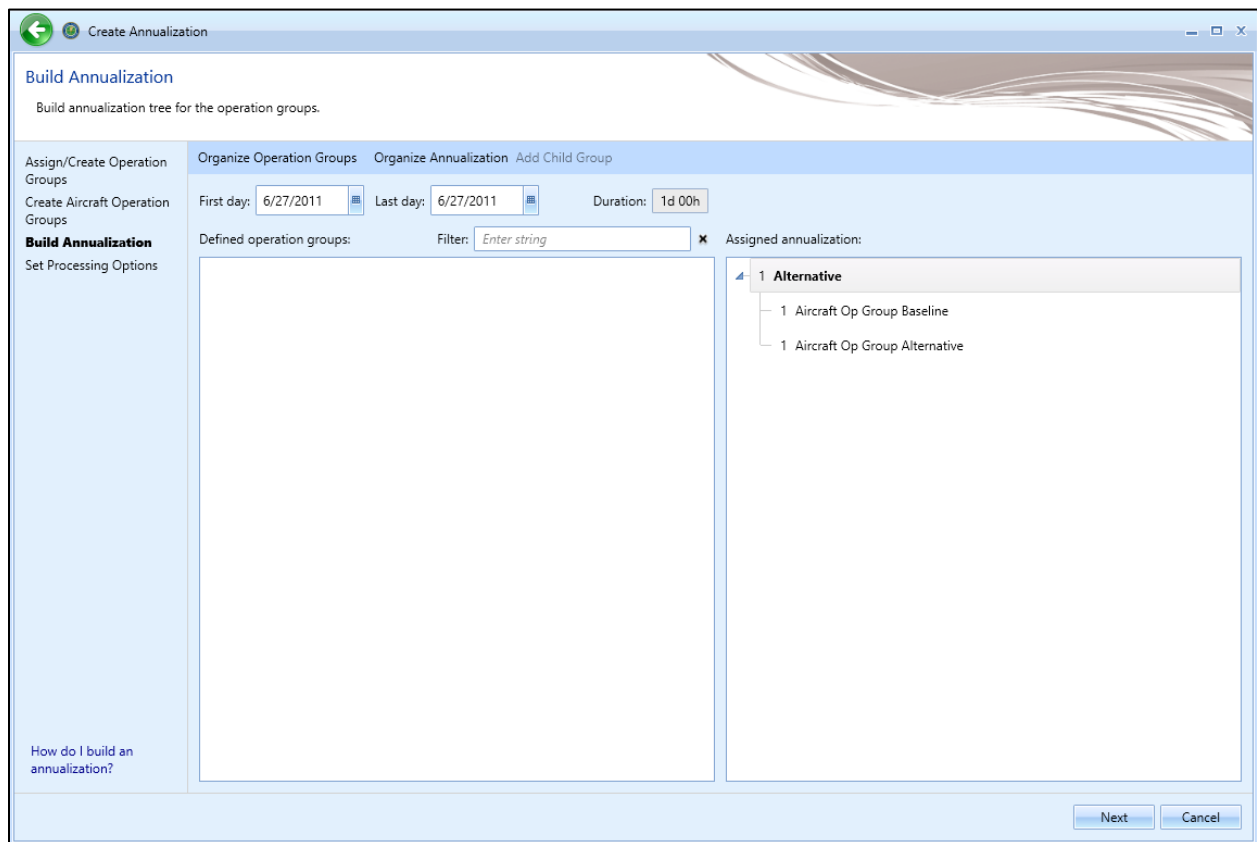 Create Annualization
Build Annualization
Build annualization tree for the operation groups.
Assign/Create Operation
Groups
Create Aircraft Operation
Groups
Build Annualization
Set Processing Options
How do I build an
annualization?
Organize Operation Groups Organize Annualization Add Child Group
First day: 6/27/2011 Last day: 6/27/2011 Duration: 1d 00h
Defined operation groups: Filter: Enter string Assigned annualization:
1 Alternative
1 Aircraft Op Group Baseline
1 Aircraft Op Group Alternative
Next Cancel